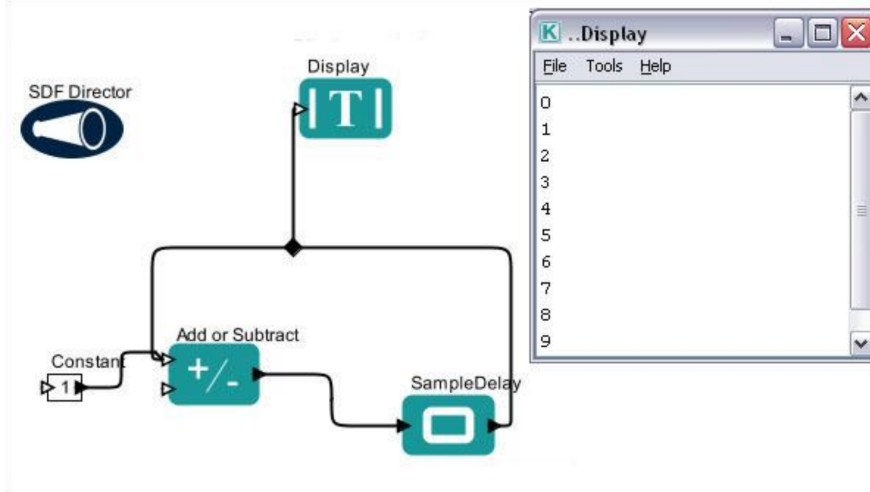 SDF Director
Display
T
Constant
1
Add or Subtract
+/-
SampleDelay
K ..Display
File Tools Help
0
1
2
3
4
5
6
7
8
9